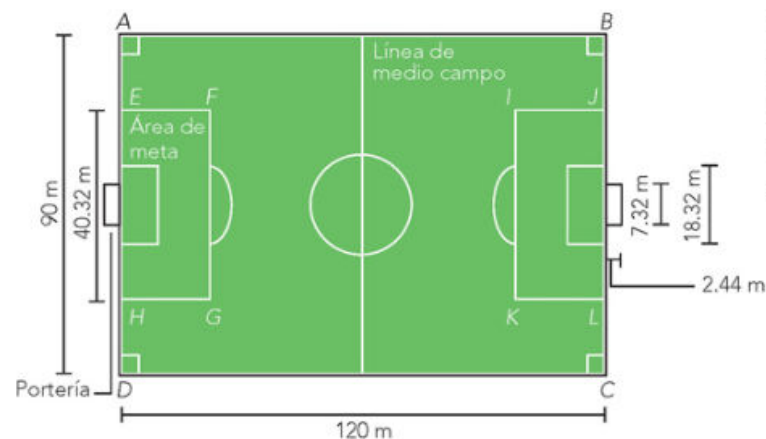 A
B
Línea de
medio campo
E
F
I
J
Área de
meta
90 m
40.32 m
7.32 m
18.32 m
2.44 m
H
G
K
L
Portería
D
C
120 m